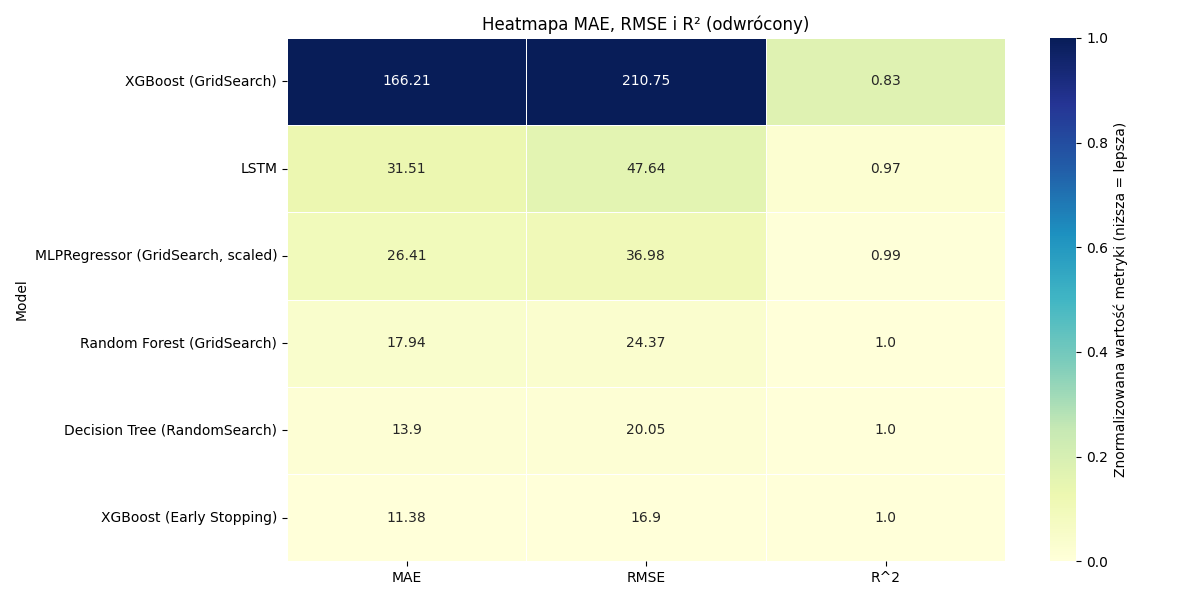 Heatmapa MAE, RMSE i R² (odwrócony)
Model
XGBoost (GridSearch) 166.21 210.75 0.83
LSTM 31.51 47.64 0.97
MLPRegressor (GridSearch, scaled) 26.41 36.98 0.99
Random Forest (GridSearch) 17.94 24.37 1.0
Decision Tree (RandomSearch) 13.9 20.05 1.0
XGBoost (Early Stopping) 11.38 16.9 1.0
MAE RMSE R^2
1.0
0.8
0.6
0.4
0.2
0.0
Znormalizowana wartość metryki (niższa = lepsza)